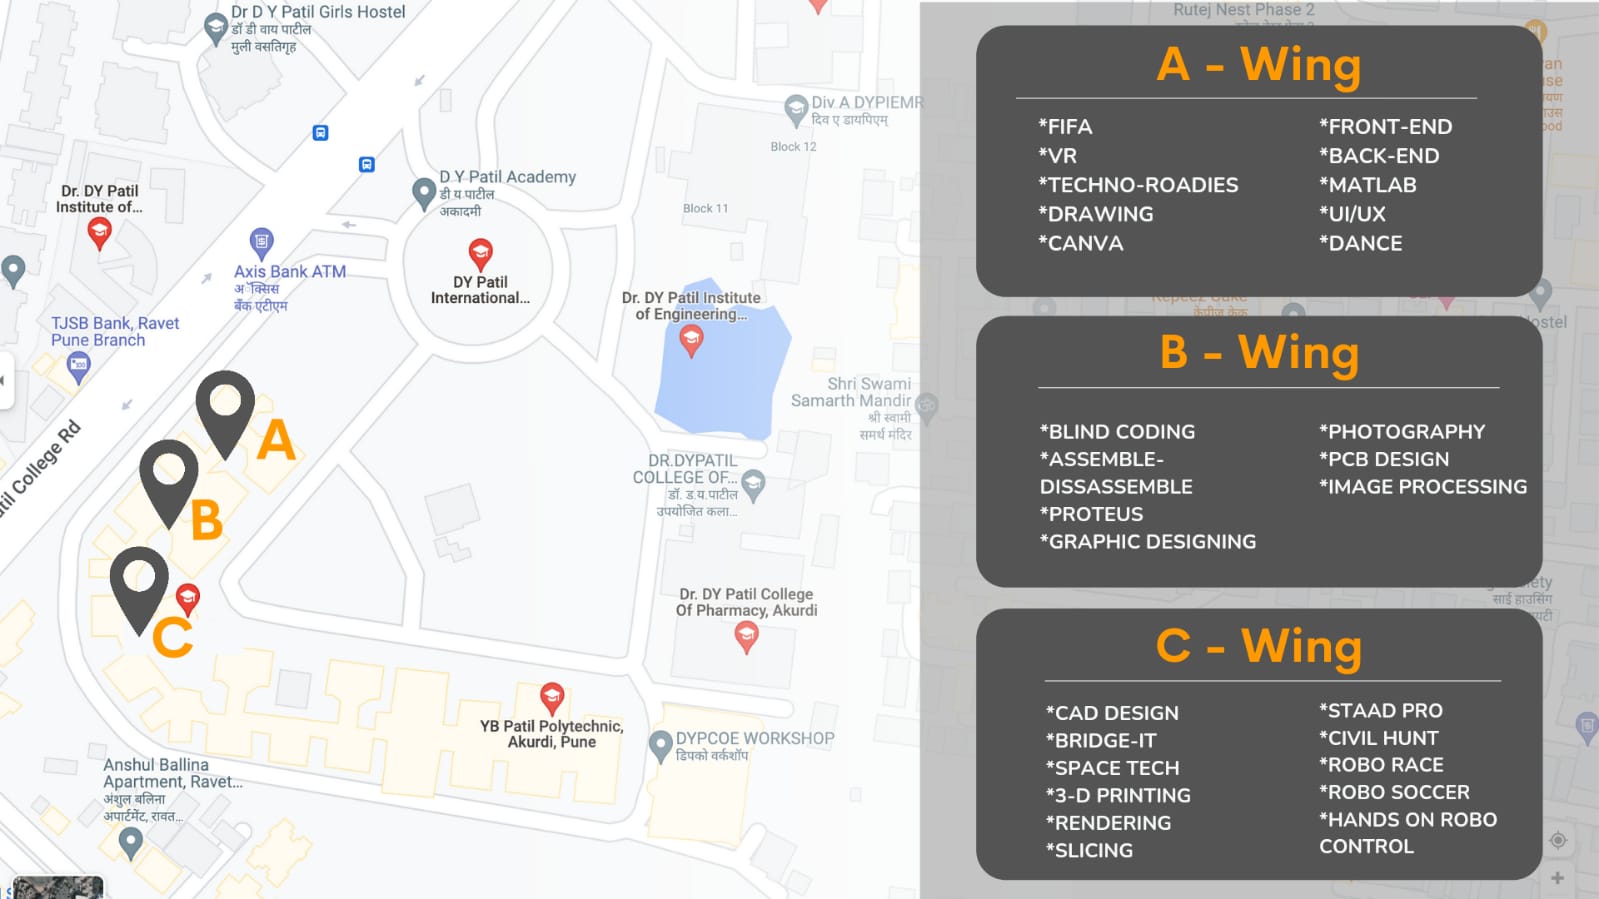 Dr D Y Patil Girls Hostel
डॉ डी वाय पाटील
मुली वसतिगृह
Dr. DY Patil
Institute of...
Axis Bank ATM
अॅक्सिस
बँक एटीएम
TJSB Bank, Ravet
Pune Branch
D Y Patil Academy
डी य पाटील
अकादमी
DY Patil
International...
Div A DYPIEMR
दिव ए डायपिएम्
Block 12
Block 11
Dr. DY Patil Institute
of Engineering...
Shri Swami
Samarth Mandir
श्री स्वामी
समर्थ मंदिर
DR.DYPATIL
COLLEGE OF...
डॉ. ड.य.पाटील
उपयोजित कला...
Dr. DY Patil College
Of Pharmacy, Akurdi
YB Patil Polytechnic,
Akurdi, Pune
DYPCOE WORKSHOP
डिपको वर्कशॉप
Anshul Ballina
Apartment, Ravet...
अंशुल बलिना
अपार्टमेंट, रावत...
College Rd
A
B
C
Rutej Nest Phase 2
A - Wing
*FIFA
*VR
*TECHNO-ROADIES
*DRAWING
*CANVA
*FRONT-END
*BACK-END
*MATLAB
*UI/UX
*DANCE
B - Wing
*BLIND CODING
*ASSEMBLE-
DISSASSEMBLE
*PROTEUS
*GRAPHIC DESIGNING
*PHOTOGRAPHY
*PCB DESIGN
*IMAGE PROCESSING
C - Wing
*CAD DESIGN
*BRIDGE-IT
*SPACE TECH
*3-D PRINTING
*RENDERING
*SLICING
*STAAD PRO
*CIVIL HUNT
*ROBO RACE
*ROBO SOCCER
*HANDS ON ROBO
CONTROL
साई हाउसिंग